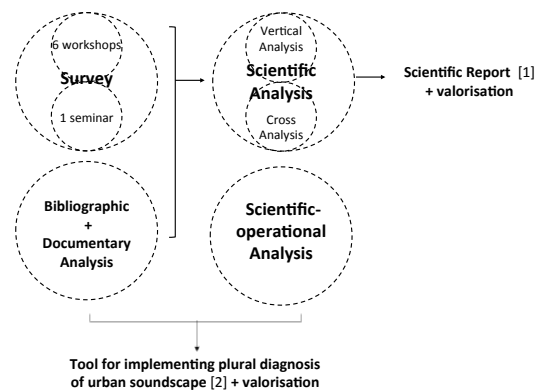 6 workshops
Survey
1 seminar
Vertical
Analysis
Scientific
Analysis
Cross
Analysis
Scientific Report [1]
+ valorisation
Bibliographic
+
Documentary
Analysis
Scientific-
operational
Analysis
Tool for implementing plural diagnosis
of urban soundscape [2] + valorisation